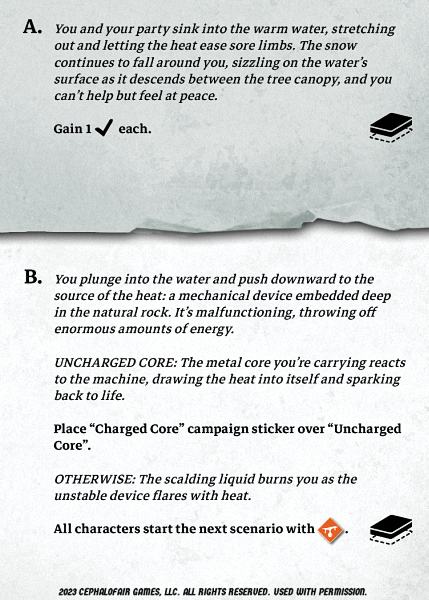 A. You and your party sink into the warm water, stretching
out and letting the heat ease sore limbs. The snow
continues to fall around you, sizzling on the water's
surface as it descends between the tree canopy, and you
can't help but feel at peace.
Gain 1 ✓ each.
B. You plunge into the water and push downward to the
source of the heat: a mechanical device embedded deep
in the natural rock. It's malfunctioning, throwing off
enormous amounts of energy.
UNCHARGED CORE: The metal core you're carrying reacts
to the machine, drawing the heat into itself and sparking
back to life.
Place “Charged Core” campaign sticker over “Uncharged
Core”.
OTHERWISE: The scalding liquid burns you as the
unstable device flares with heat.
All characters start the next scenario with .
2023 CEPHALOFAIR GAMES, LLC. ALL RIGHTS RESERVED. USED WITH PERMISSION.